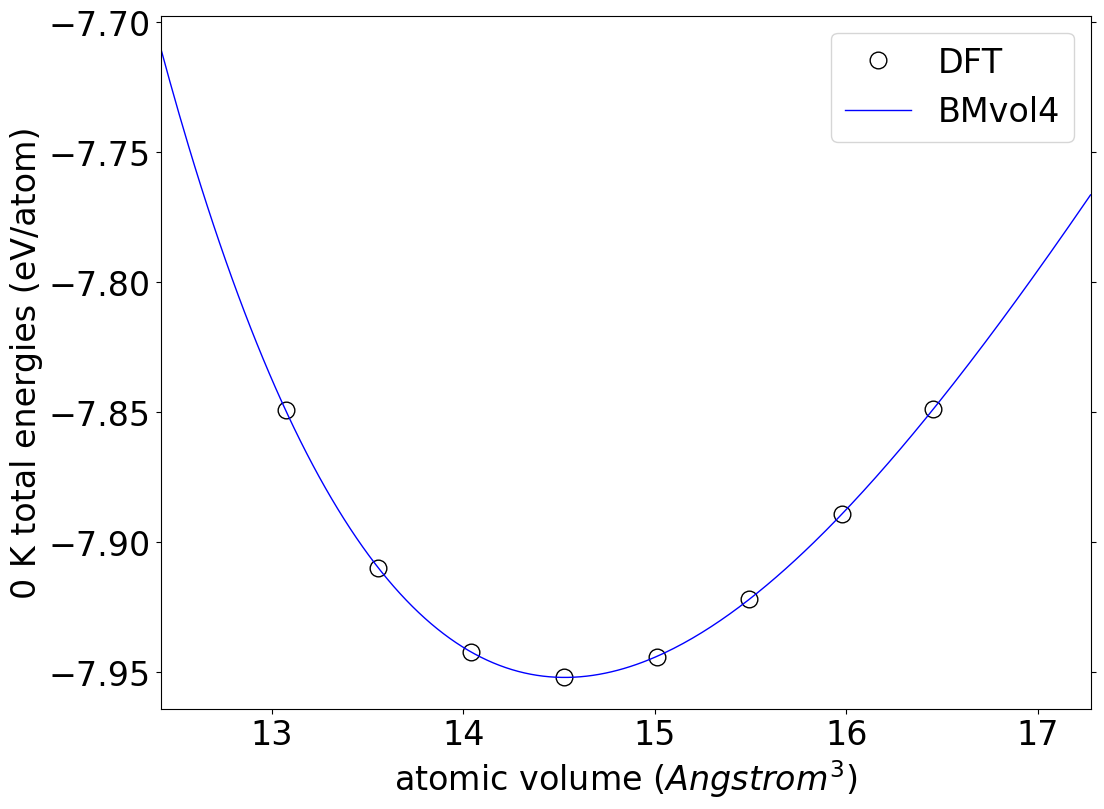 DFT
BMvol4
0 K total energies (eV/atom)
−7.70
−7.75
−7.80
−7.85
−7.90
−7.95
13 14 15 16 17
atomic volume (Angstrom³)